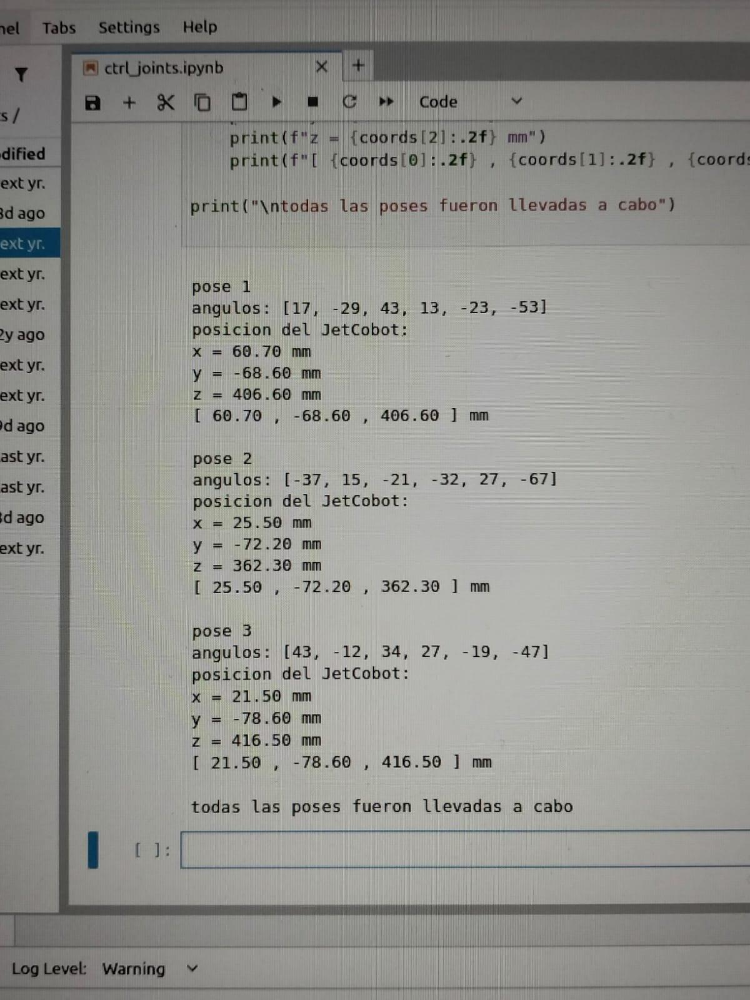 Tabs Settings Help
ctrl_joints.ipynb
Code
s /
print(f"z = {coords[2]:.2f} mm")
print(f"[ {coords[0]:.2f} , {coords[1]:.2f} , {coords
print("\ntodas las poses fueron llevadas a cabo")
dified
ext yr.
3d ago
ext yr.
ext yr.
ext yr.
2y ago
ext yr.
ext yr.
9d ago
ast yr.
ast yr.
3d ago
ext yr.
pose 1
angulos: [17, -29, 43, 13, -23, -53]
posicion del JetCobot:
x = 60.70 mm
y = -68.60 mm
z = 406.60 mm
[ 60.70 , -68.60 , 406.60 ] mm
pose 2
angulos: [-37, 15, -21, -32, 27, -67]
posicion del JetCobot:
x = 25.50 mm
y = -72.20 mm
z = 362.30 mm
[ 25.50 , -72.20 , 362.30 ] mm
pose 3
angulos: [43, -12, 34, 27, -19, -47]
posicion del JetCobot:
x = 21.50 mm
y = -78.60 mm
z = 416.50 mm
[ 21.50 , -78.60 , 416.50 ] mm
todas las poses fueron llevadas a cabo
[ ]:
Log Level: Warning